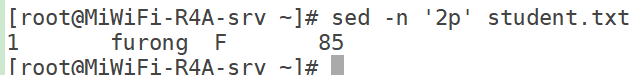 [root@MiWiFi-R4A-srv ~]# sed -n '2p' student.txt
1       furong  F       85
[root@MiWiFi-R4A-srv ~]#